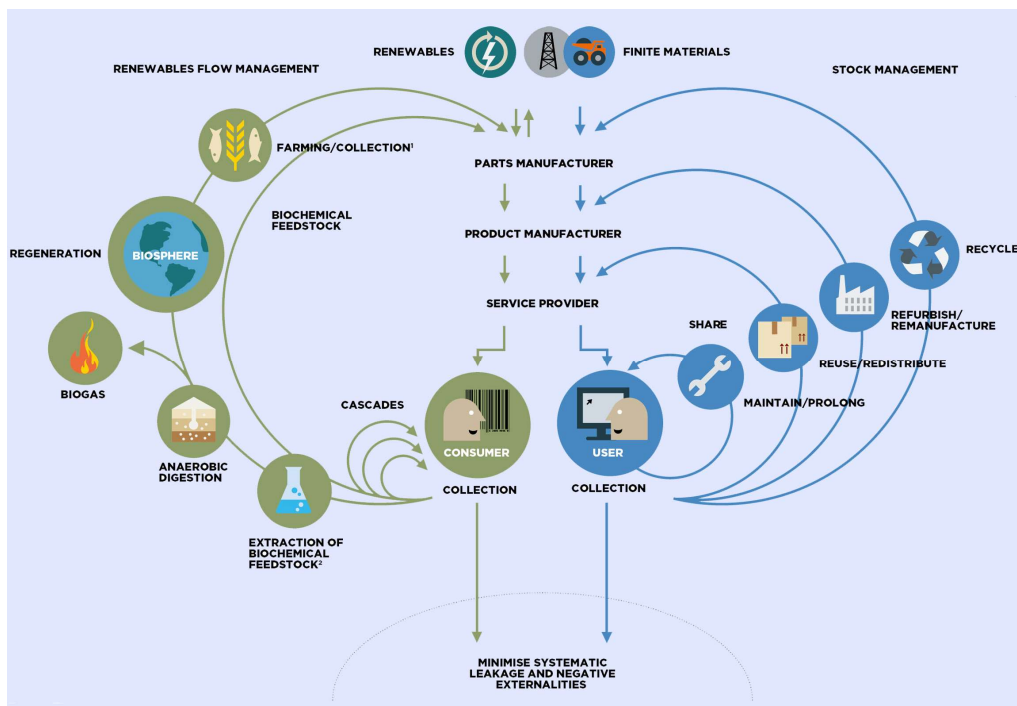 RENEWABLES
FINITE MATERIALS
RENEWABLES FLOW MANAGEMENT
STOCK MANAGEMENT
FARMING/COLLECTION¹
PARTS MANUFACTURER
BIOCHEMICAL
FEEDSTOCK
PRODUCT MANUFACTURER
REGENERATION
BIOSPHERE
RECYCLE
SERVICE PROVIDER
REFURBISH/
REMANUFACTURE
SHARE
REUSE/REDISTRIBUTE
BIOGAS
CASCADES
MAINTAIN/PROLONG
CONSUMER
USER
ANAEROBIC
DIGESTION
COLLECTION
COLLECTION
EXTRACTION OF
BIOCHEMICAL
FEEDSTOCK²
MINIMISE SYSTEMATIC
LEAKAGE AND NEGATIVE
EXTERNALITIES